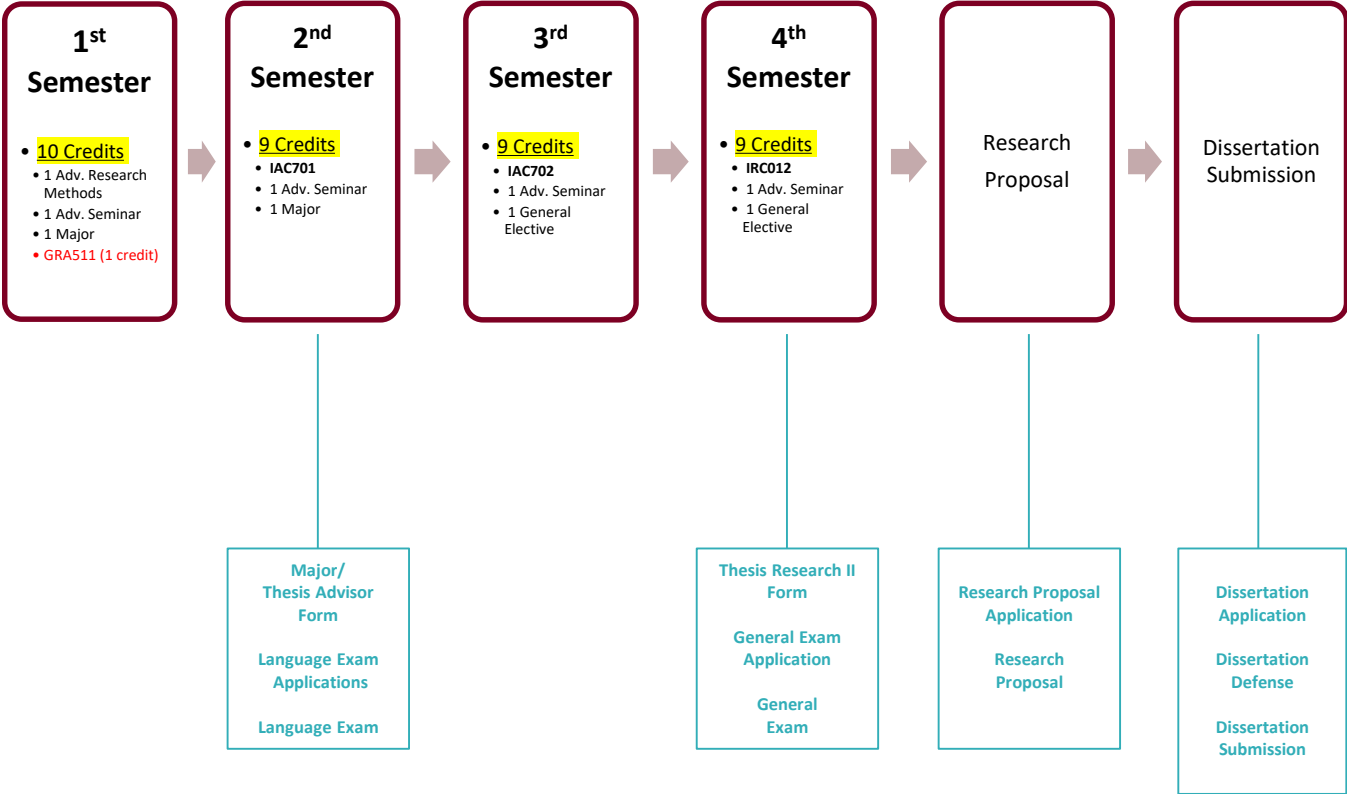 1st
Semester
• 10 Credits
• 1 Adv. Research
Methods
• 1 Adv. Seminar
• 1 Major
• GRA511 (1 credit)
2nd
Semester
• 9 Credits
• IAC701
• 1 Adv. Seminar
• 1 Major
3rd
Semester
• 9 Credits
• IAC702
• 1 Adv. Seminar
• 1 General
Elective
4th
Semester
• 9 Credits
• IRC012
• 1 Adv. Seminar
• 1 General
Elective
Research
Proposal
Dissertation
Submission
Major/
Thesis Advisor
Form
Language Exam
Applications
Language Exam
Thesis Research II
Form
General Exam
Application
General
Exam
Research Proposal
Application
Research
Proposal
Dissertation
Application
Dissertation
Defense
Dissertation
Submission